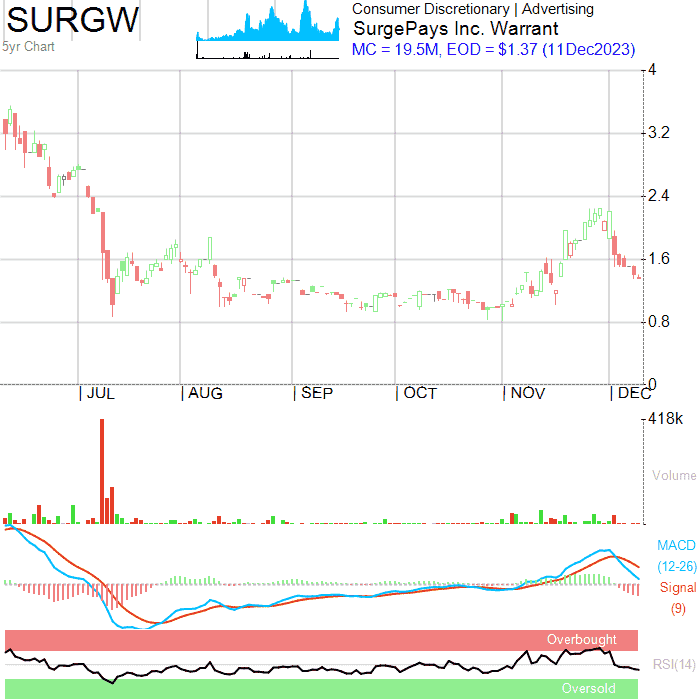 SURGW
5yr Chart
Consumer Discretionary | Advertising
SurgePays Inc. Warrant
MC = 19.5M, EOD = $1.37 (11Dec2023)
4
3.2
2.4
1.6
0.8
0
| JUL | AUG | SEP | OCT | NOV | DEC
418k
Volume
MACD
(12-26)
Signal
(9)
Overbought
RSI(14)
Oversold